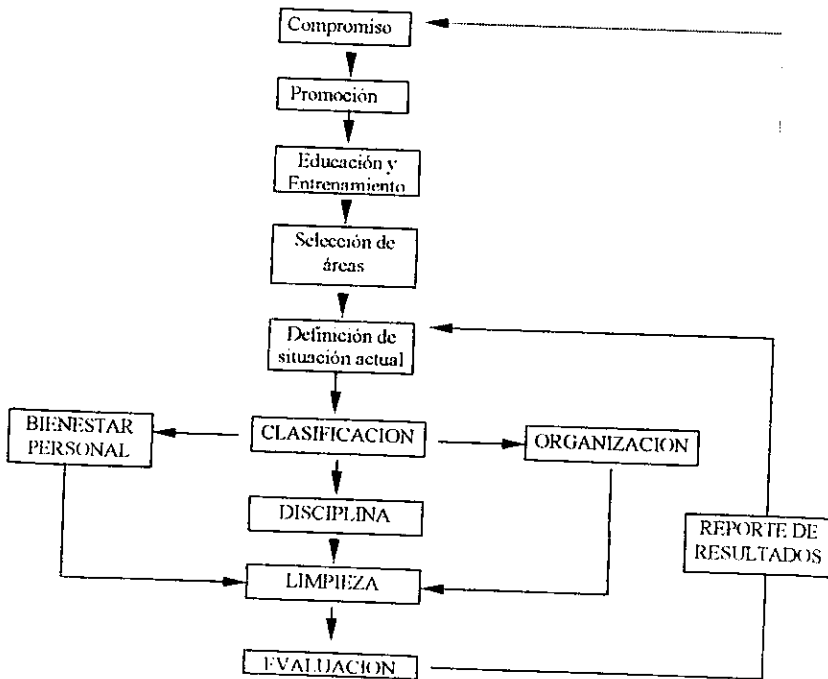 Compromiso
Promoción
Educación y
Entrenamiento
Selección de
áreas
Definición de
situación actual
BIENESTAR
PERSONAL
CLASIFICACION
ORGANIZACION
DISCIPLINA
REPORTE DE
RESULTADOS
LIMPIEZA
EVALUACION